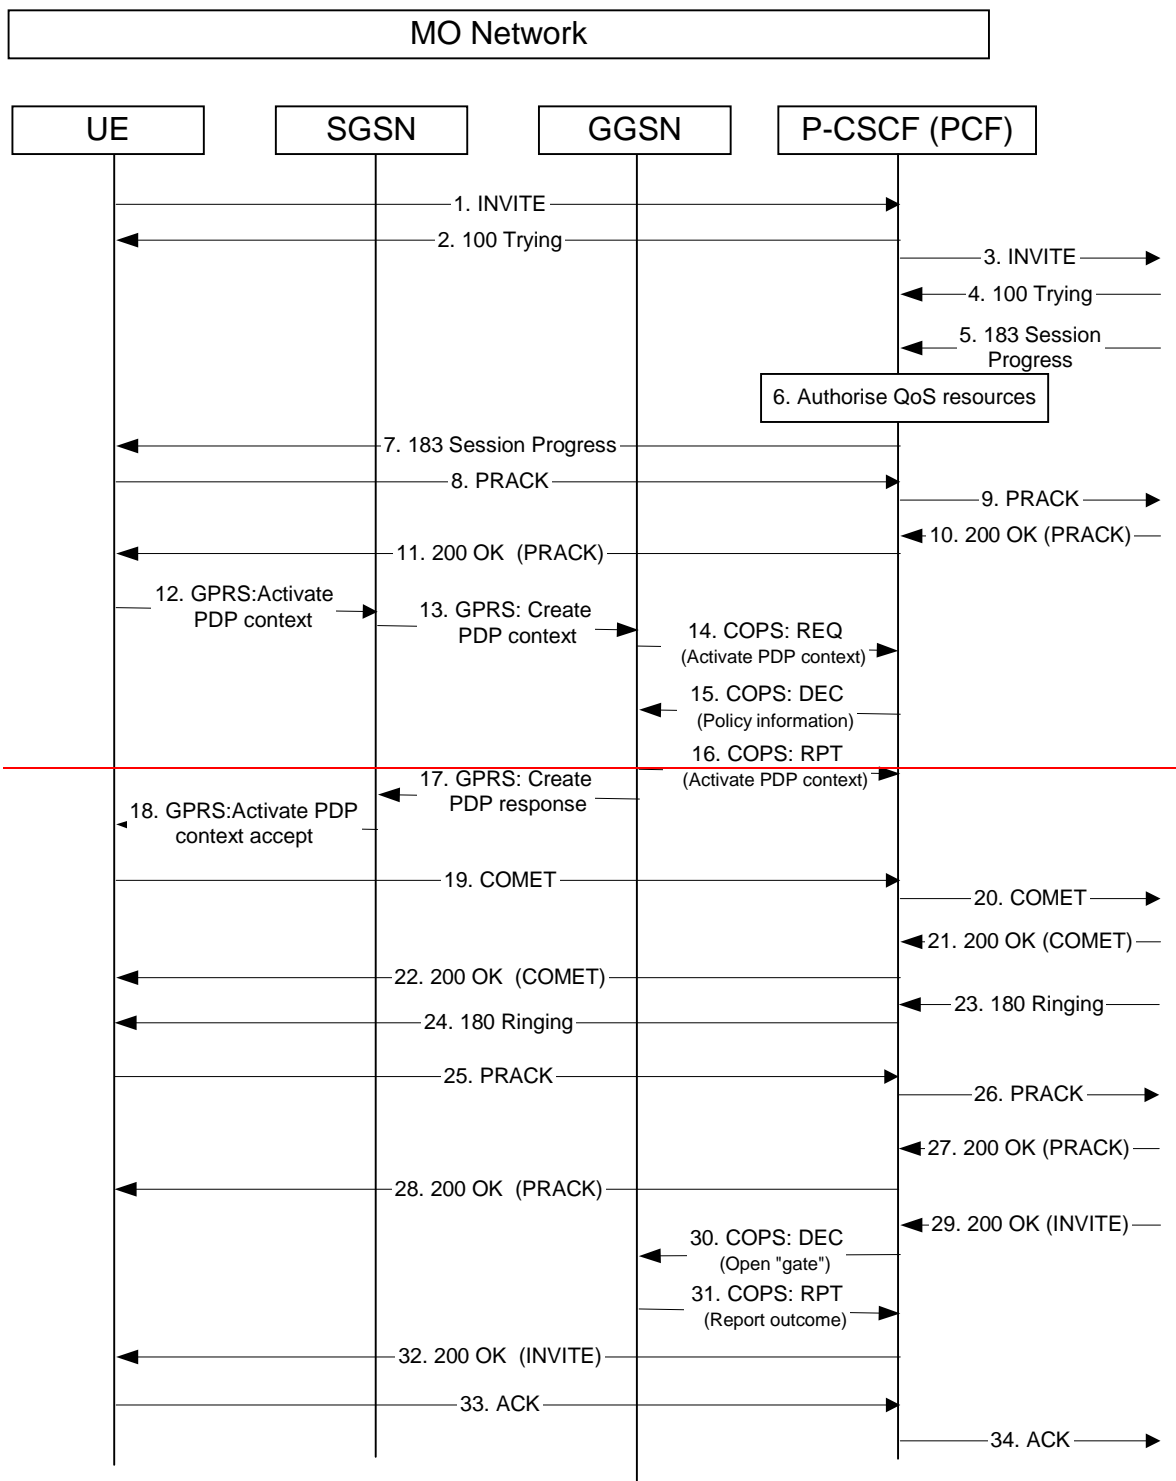 MO Network
UE
SGSN
GGSN
P-CSCF (PCF)
1. INVITE
2. 100 Trying
3. INVITE
4. 100 Trying
5. 183 Session
Progress
6. Authorise QoS resources
7. 183 Session Progress
8. PRACK
9. PRACK
10. 200 OK (PRACK)
11. 200 OK (PRACK)
12. GPRS:Activate
PDP context
13. GPRS: Create
PDP context
14. COPS: REQ
(Activate PDP context)
15. COPS: DEC
(Policy information)
16. COPS: RPT
(Activate PDP context)
17. GPRS: Create
PDP response
18. GPRS:Activate PDP
context accept
19. COMET
20. COMET
21. 200 OK (COMET)
22. 200 OK (COMET)
23. 180 Ringing
24. 180 Ringing
25. PRACK
26. PRACK
27. 200 OK (PRACK)
28. 200 OK (PRACK)
29. 200 OK (INVITE)
30. COPS: DEC
(Open "gate")
31. COPS: RPT
(Report outcome)
32. 200 OK (INVITE)
33. ACK
34. ACK